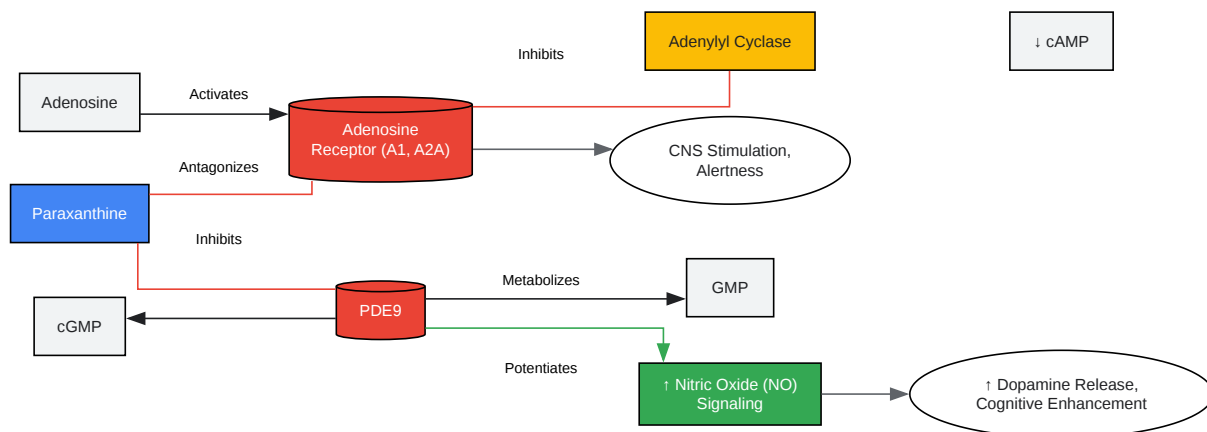 Adenylyl Cyclase
↓ cAMP
Inhibits
Adenosine
Activates
Adenosine
Receptor (A1, A2A)
CNS Stimulation,
Alertness
Antagonizes
Paraxanthine
Inhibits
Metabolizes
GMP
cGMP
PDE9
Potentiates
↑ Nitric Oxide (NO)
Signaling
↑ Dopamine Release,
Cognitive Enhancement